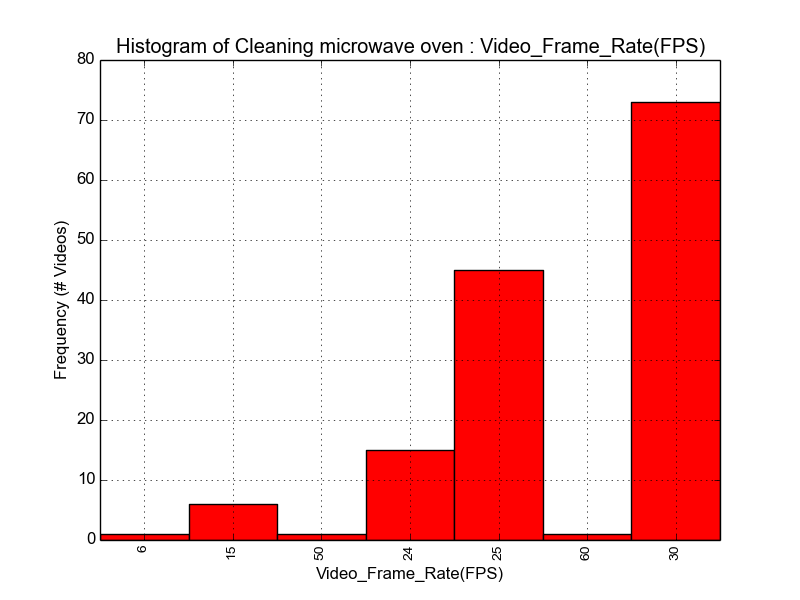 Histogram of Cleaning microwave oven : Video_Frame_Rate(FPS)
80
70
60
50
40
30
20
10
0
Frequency (# Videos)
6 15 50 24 25 60 30
Video_Frame_Rate(FPS)